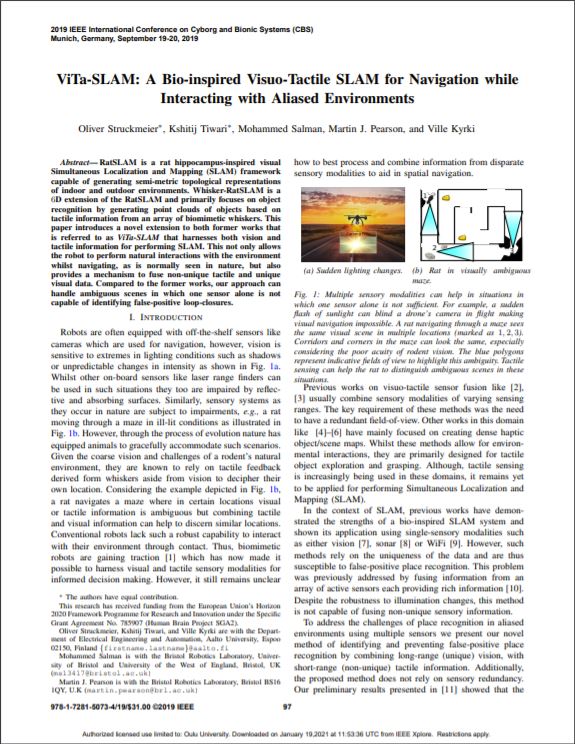 2019 IEEE International Conference on Cyborg and Bionic Systems (CBS)
Munich, Germany, September 19-20, 2019
ViTa-SLAM: A Bio-inspired Visuo-Tactile SLAM for Navigation while
Interacting with Aliased Environments
Oliver Struckmeier*, Kshitij Tiwari*, Mohammed Salman, Martin J. Pearson, and Ville Kyrki
Abstract— RatSLAM is a rat hippocampus-inspired visual
Simultaneous Localization and Mapping (SLAM) framework
capable of generating semi-metric topological representations
of indoor and outdoor environments. Whisker-RatSLAM is a
6D extension of the RatSLAM and primarily focuses on object
recognition by generating point clouds of objects based on
tactile information from an array of biomimetic whiskers. This
paper introduces a novel extension to both former works that
is referred to as ViTa-SLAM that harnesses both vision and
tactile information for performing SLAM. This not only allows
the robot to perform natural interactions with the environment
whilst navigating, as is normally seen in nature, but also
provides a mechanism to fuse non-unique tactile and unique
visual data. Compared to the former works, our approach can
handle ambiguous scenes in which one sensor alone is not
capable of identifying false-positive loop-closures.
I. INTRODUCTION
Robots are often equipped with off-the-shelf sensors like
cameras which are used for navigation, however, vision is
sensitive to extremes in lighting conditions such as shadows
or unpredictable changes in intensity as shown in Fig. 1a.
Whilst other on-board sensors like laser range finders can
be used in such situations they too are impaired by reflec-
tive and absorbing surfaces. Similarly, sensory systems as
they occur in nature are subject to impairments, e.g., a rat
moving through a maze in ill-lit conditions as illustrated in
Fig. 1b. However, through the process of evolution nature has
equipped animals to gracefully accommodate such scenarios.
Given the coarse vision and challenges of a rodent's natural
environment, they are known to rely on tactile feedback
derived form whiskers aside from vision to decipher their
own location. Considering the example depicted in Fig. 1b,
a rat navigates a maze where in certain locations visual
or tactile information is ambiguous but combining tactile
and visual information can help to discern similar locations.
Conventional robots lack such a robust capability to interact
with their environment through contact. Thus, biomimetic
robots are gaining traction [1] which has now made it
possible to harness visual and tactile sensory modalities for
informed decision making. However, it still remains unclear
* The authors have equal contribution.
This research has received funding from the European Union's Horizon
2020 Framework Programme for Research and Innovation under the Specific
Grant Agreement No. 785907 (Human Brain Project SGA2).
Oliver Struckmeier, Kshitij Tiwari, and Ville Kyrki are with the Depart-
ment of Electrical Engineering and Automation, Aalto University, Espoo
02150, Finland {firstname.lastname}@aalto.fi
Mohammed Salman is with the Bristol Robotics Laboratory, Univer-
sity of Bristol and University of the West of England, Bristol, UK
(msl3417@bristol.ac.uk)
Martin J. Pearson is with the Bristol Robotics Laboratory, Bristol BS16
1QY, U.K (martin.pearson@brl.ac.uk)
how to best process and combine information from disparate
sensory modalities to aid in spatial navigation.
1
3
2
(a) Sudden lighting changes.
(b) Rat in visually ambiguous
maze.
Fig. 1: Multiple sensory modalities can help in situations in
which one sensor alone is not sufficient. For example, a sudden
flash of sunlight can blind a drone's camera in flight making
visual navigation impossible. A rat navigating through a maze sees
the same visual scene in multiple locations (marked as 1, 2, 3).
Corridors and corners in the maze can look the same, especially
considering the poor acuity of rodent vision. The blue polygons
represent indicative fields of view to highlight this ambiguity. Tactile
sensing can help the rat to distinguish ambiguous scenes in these
situations.
Previous works on visuo-tactile sensor fusion like [2],
[3] usually combine sensory modalities of varying sensing
ranges. The key requirement of these methods was the need
to have a redundant field-of-view. Other works in this domain
like [4]–[6] have mainly focused on creating dense haptic
object/scene maps. Whilst these methods allow for environ-
mental interactions, they are primarily designed for tactile
object exploration and grasping. Although, tactile sensing
is increasingly being used in these domains, it remains yet
to be applied for performing Simultaneous Localization and
Mapping (SLAM).
In the context of SLAM, previous works have demon-
strated the strengths of a bio-inspired SLAM system and
shown its application using single-sensory modalities such
as either vision [7], sonar [8] or WiFi [9]. However, such
methods rely on the uniqueness of the data and are thus
susceptible to false-positive place recognition. This problem
was previously addressed by fusing information from an
array of active sensors each providing rich information [10].
Despite the robustness to illumination changes, this method
is not capable of fusing non-unique sensory information.
To address the challenges of place recognition in aliased
environments using multiple sensors we present our novel
method of identifying and preventing false-positive place
recognition by combining long-range (unique) vision, with
short-range (non-unique) tactile information. Additionally,
the proposed method does not rely on sensory redundancy.
Our preliminary results presented in [11] showed that the
978-1-7281-5073-4/19/$31.00 ©2019 IEEE
97
Authorized licensed use limited to: Oulu University. Downloaded on January 19,2021 at 11:53:36 UTC from IEEE Xplore. Restrictions apply.